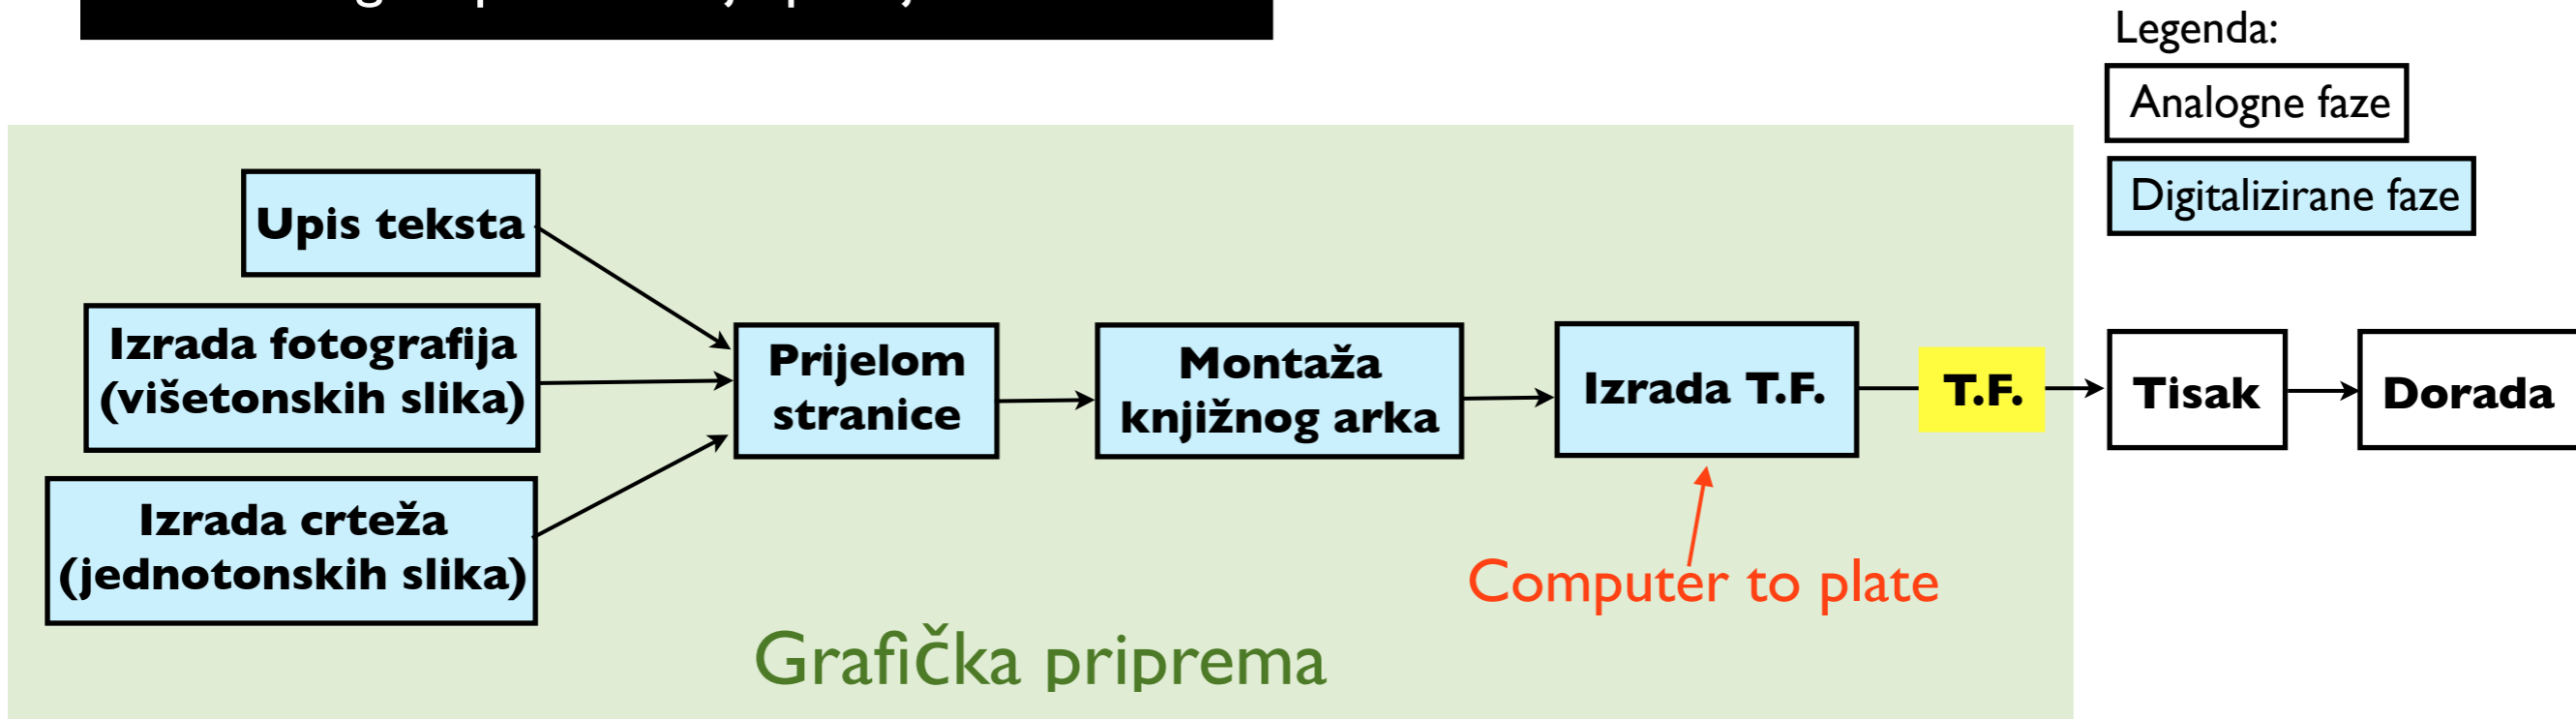 Legenda:
Analogne faze
Digitalizirane faze
Upis teksta
Izrada fotografija
(višetonskih slika)
Izrada crteža
(jednotonskih slika)
Prijelom
stranice
Montaža
knjižnog arka
Izrada T.F.
T.F.
Tisak
Dorada
Computer to plate
Grafička priprema